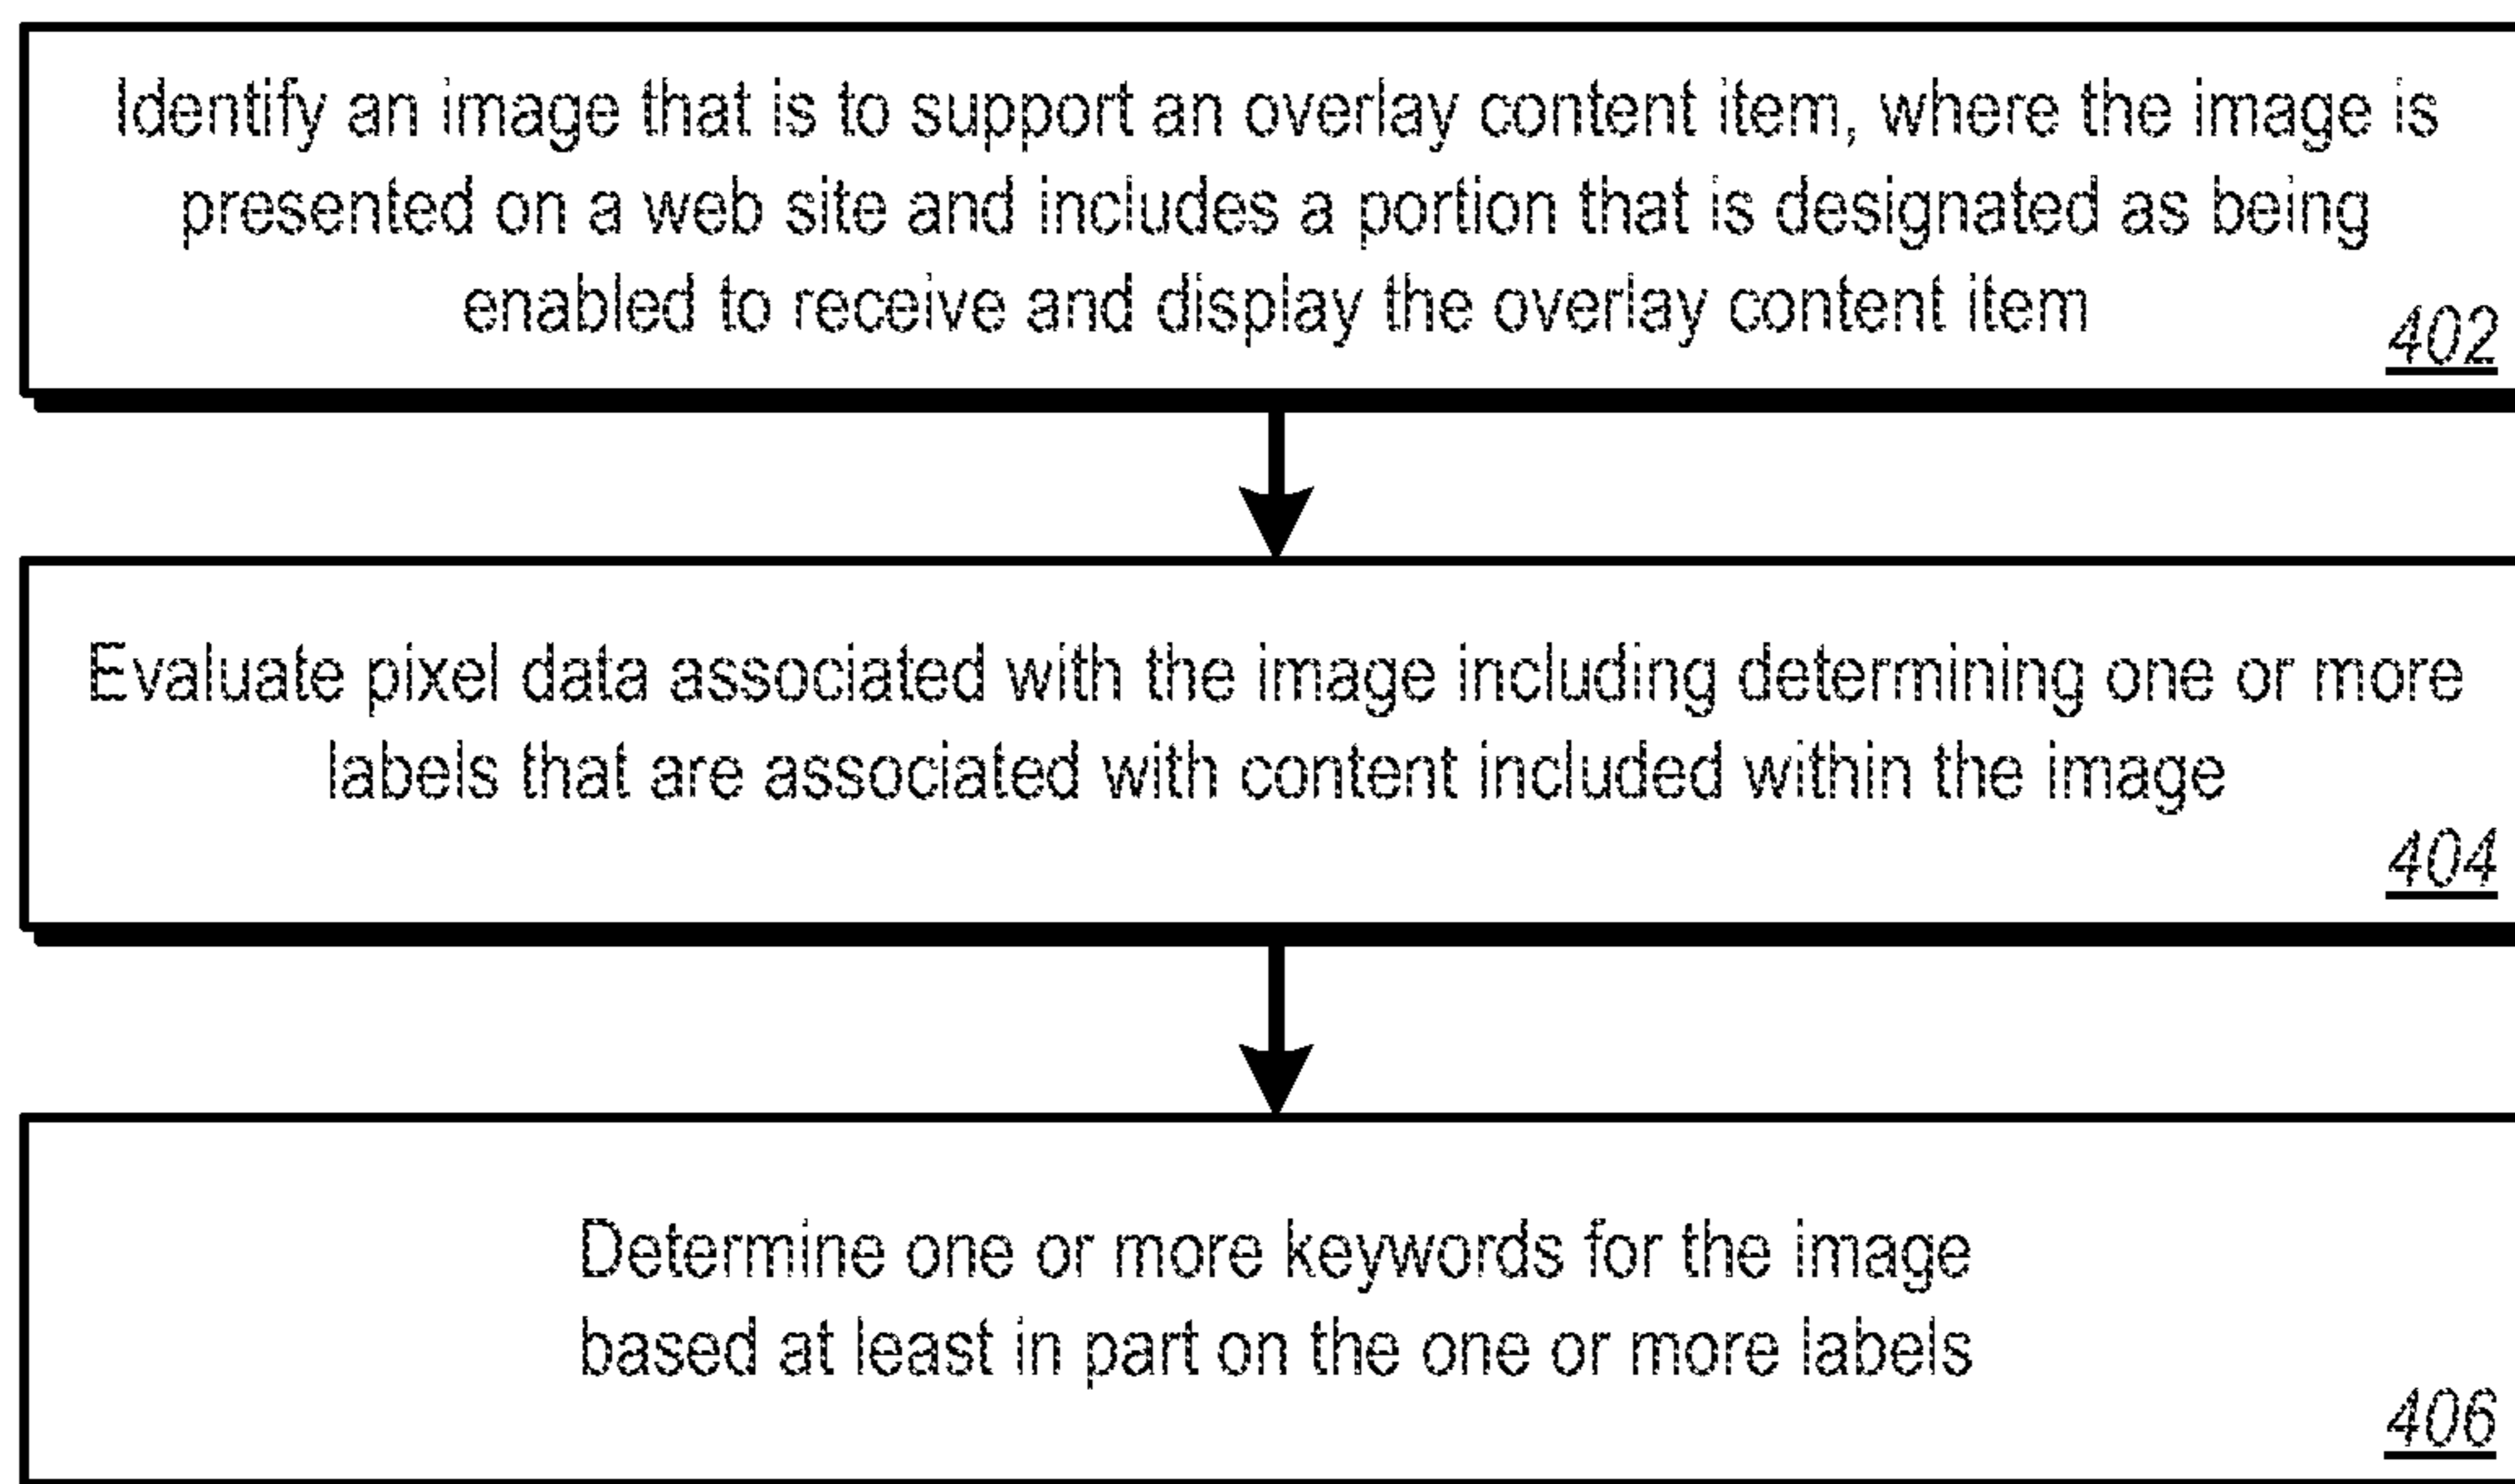 Identify an image that is to support an overlay content item, where the image is
presented on a web site and includes a portion that is designated as being
enabled to receive and display the overlay content item
402
Evaluate pixel data associated with the image including determining one or more
labels that are associated with content included within the image
404
Determine one or more keywords for the image
based at least in part on the one or more labels
406